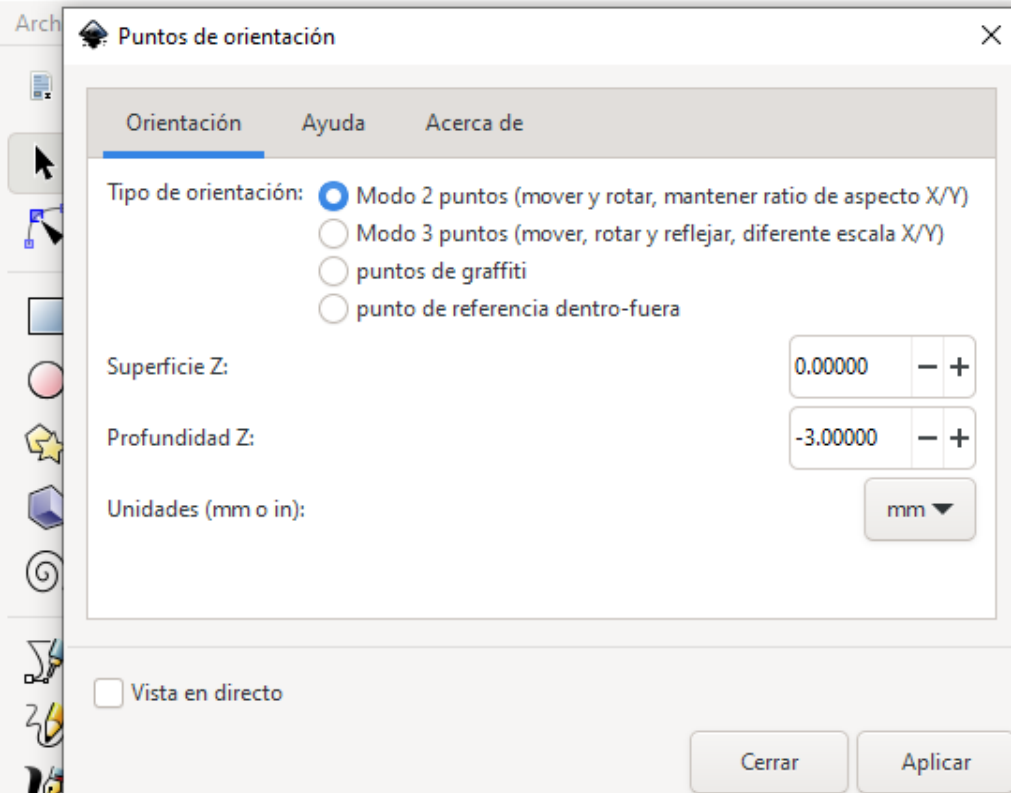 Arch
Puntos de orientación
Orientación Ayuda Acerca de
Tipo de orientación: Modo 2 puntos (mover y rotar, mantener ratio de aspecto X/Y)
Modo 3 puntos (mover, rotar y reflejar, diferente escala X/Y)
puntos de graffiti
punto de referencia dentro-fuera
Superficie Z: 0.00000
Profundidad Z: -3.00000
Unidades (mm o in): mm
Vista en directo
Cerrar Aplicar